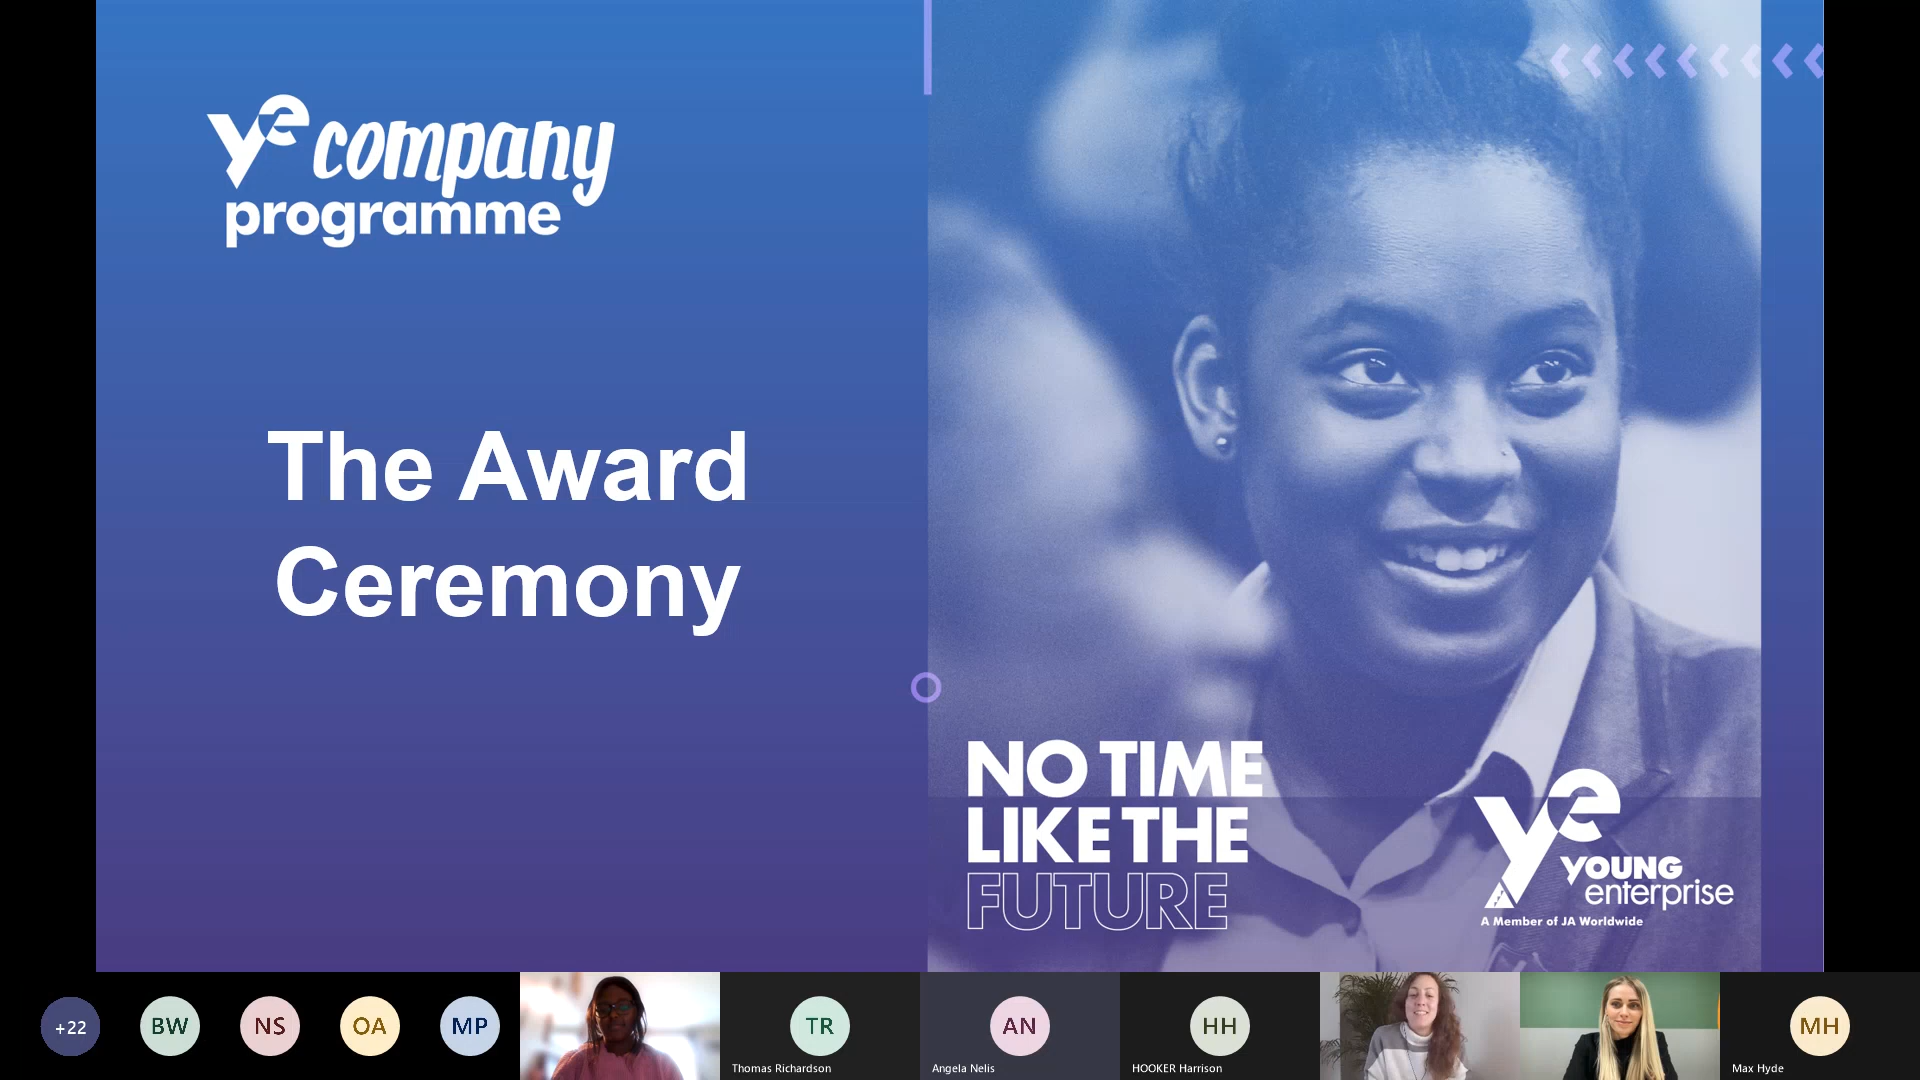 ye company
programme
The Award
Ceremony
NO TIME
LIKE THE
FUTURE
ye
YOUNG
enterprise
A Member of JA Worldwide
+22
BW
NS
OA
MP
TR
Thomas Richardson
AN
Angela Nelis
HH
HOOKER Harrison
MH
Max Hyde